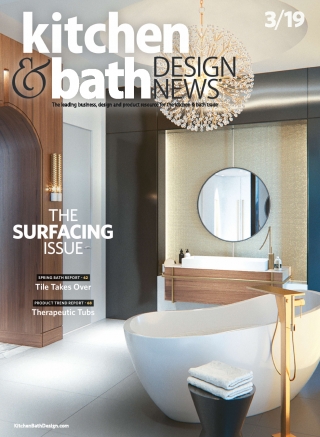 3/19
kitchen
& bath DESIGN
NEWS
The leading business, design and product resource for the kitchen & bath trade
THE
SURFACING
ISSUE
SPRING BATH REPORT • 62
Tile Takes Over
PRODUCT TREND REPORT • 68
Therapeutic Tubs
KitchenBathDesign.com